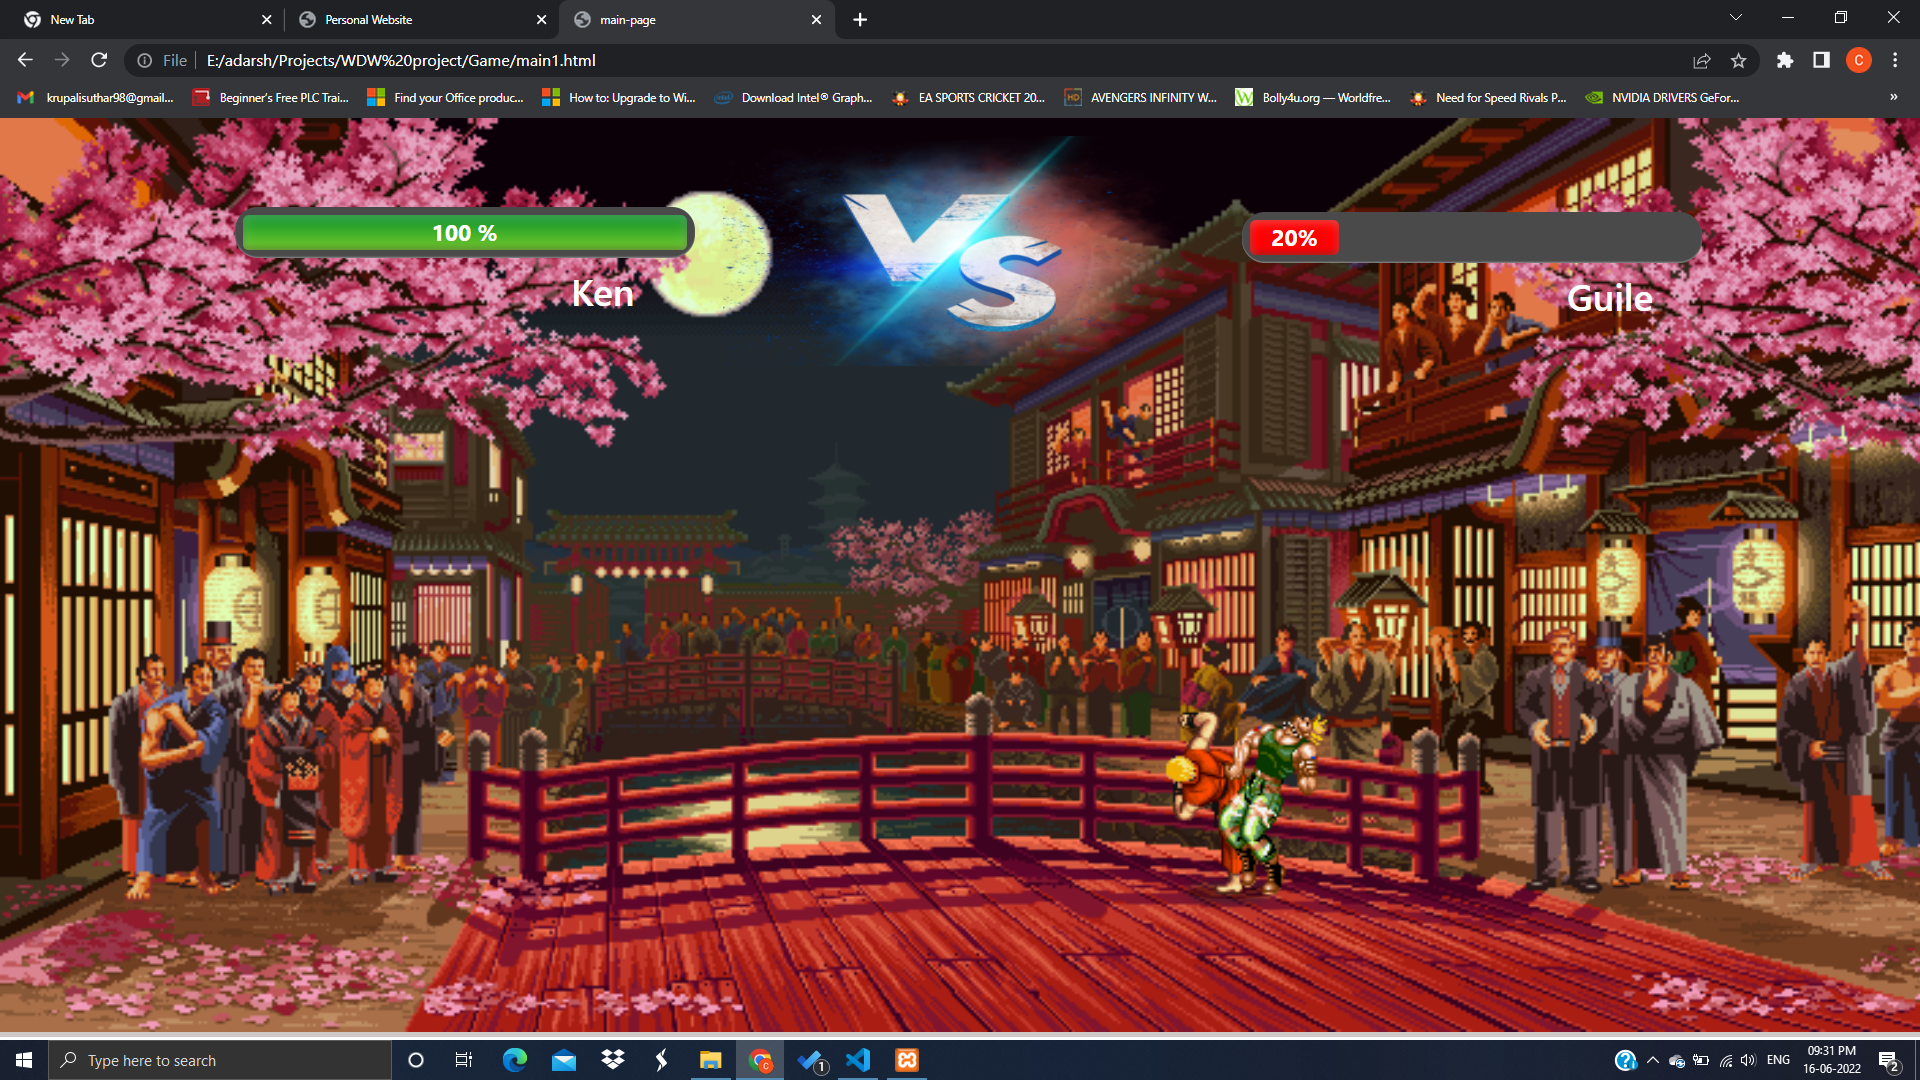 New Tab
Personal Website
main-page
File
E:/adarsh/Projects/WDW%20project/Game/main1.html
C
krupalisuthar98@gmail...
Beginner's Free PLC Trai...
Find your Office produc...
How to: Upgrade to Wi...
Download Intel® Graph...
EA SPORTS CRICKET 20...
AVENGERS INFINITY W...
Bolly4u.org — Worldfre...
Need for Speed Rivals P...
NVIDIA DRIVERS GeFor...
»
VS
100 %
20%
Ken
Guile
Type here to search
1
ENG
09:31 PM
16-06-2022
2